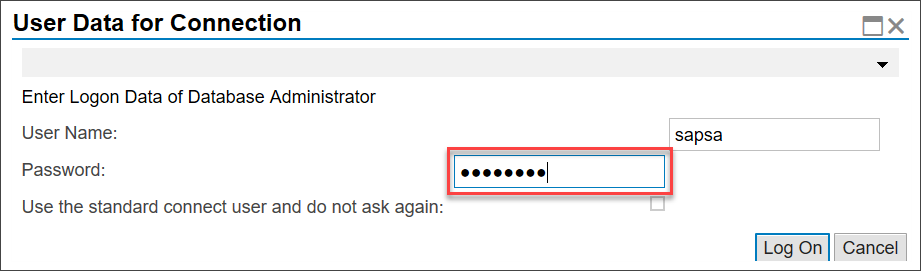 User Data for Connection
Enter Logon Data of Database Administrator
User Name: sapsa
Password: ●●●●●●●●
Use the standard connect user and do not ask again:
Log On Cancel